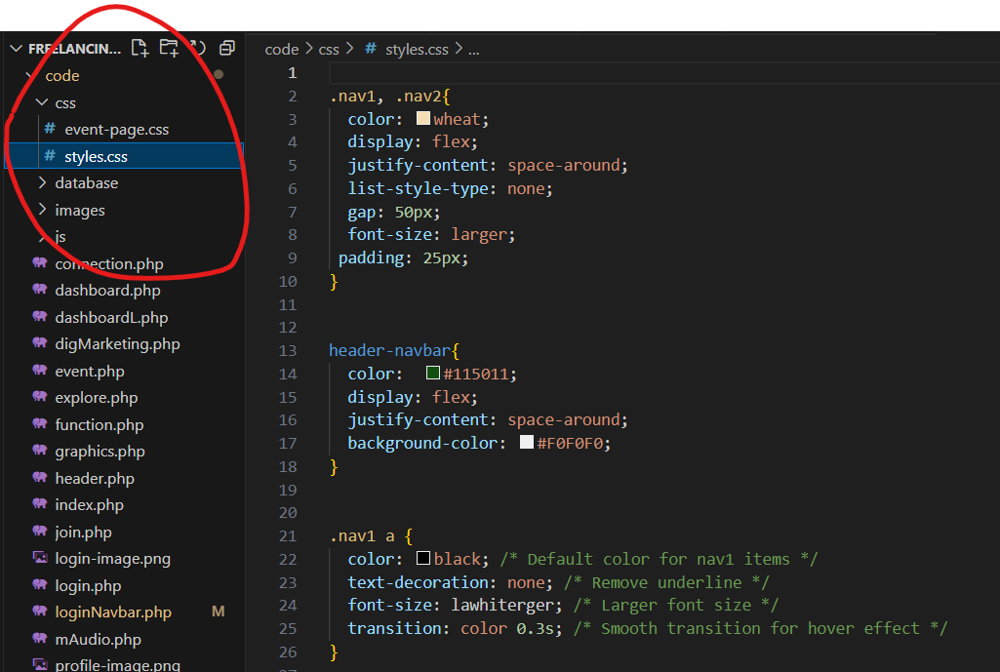 FREELANCIN...
code
css
event-page.css
styles.css
database
images
js
connection.php
dashboard.php
dashboardL.php
digMarketing.php
event.php
explore.php
function.php
graphics.php
header.php
index.php
join.php
login-image.png
login.php
loginNavbar.php M
mAudio.php
profile-image.png
code > css > # styles.css > ...
1
2 .nav1, .nav2{
3 color: wheat;
4 display: flex;
5 justify-content: space-around;
6 list-style-type: none;
7 gap: 50px;
8 font-size: larger;
9 padding: 25px;
10 }
11
12
13 header-navbar{
14 color: #115011;
15 display: flex;
16 justify-content: space-around;
17 background-color: #F0F0F0;
18 }
19
20
21 .nav1 a {
22 color: black; /* Default color for nav1 items */
23 text-decoration: none; /* Remove underline */
24 font-size: lawhiterger; /* Larger font size */
25 transition: color 0.3s; /* Smooth transition for hover effect */
26 }